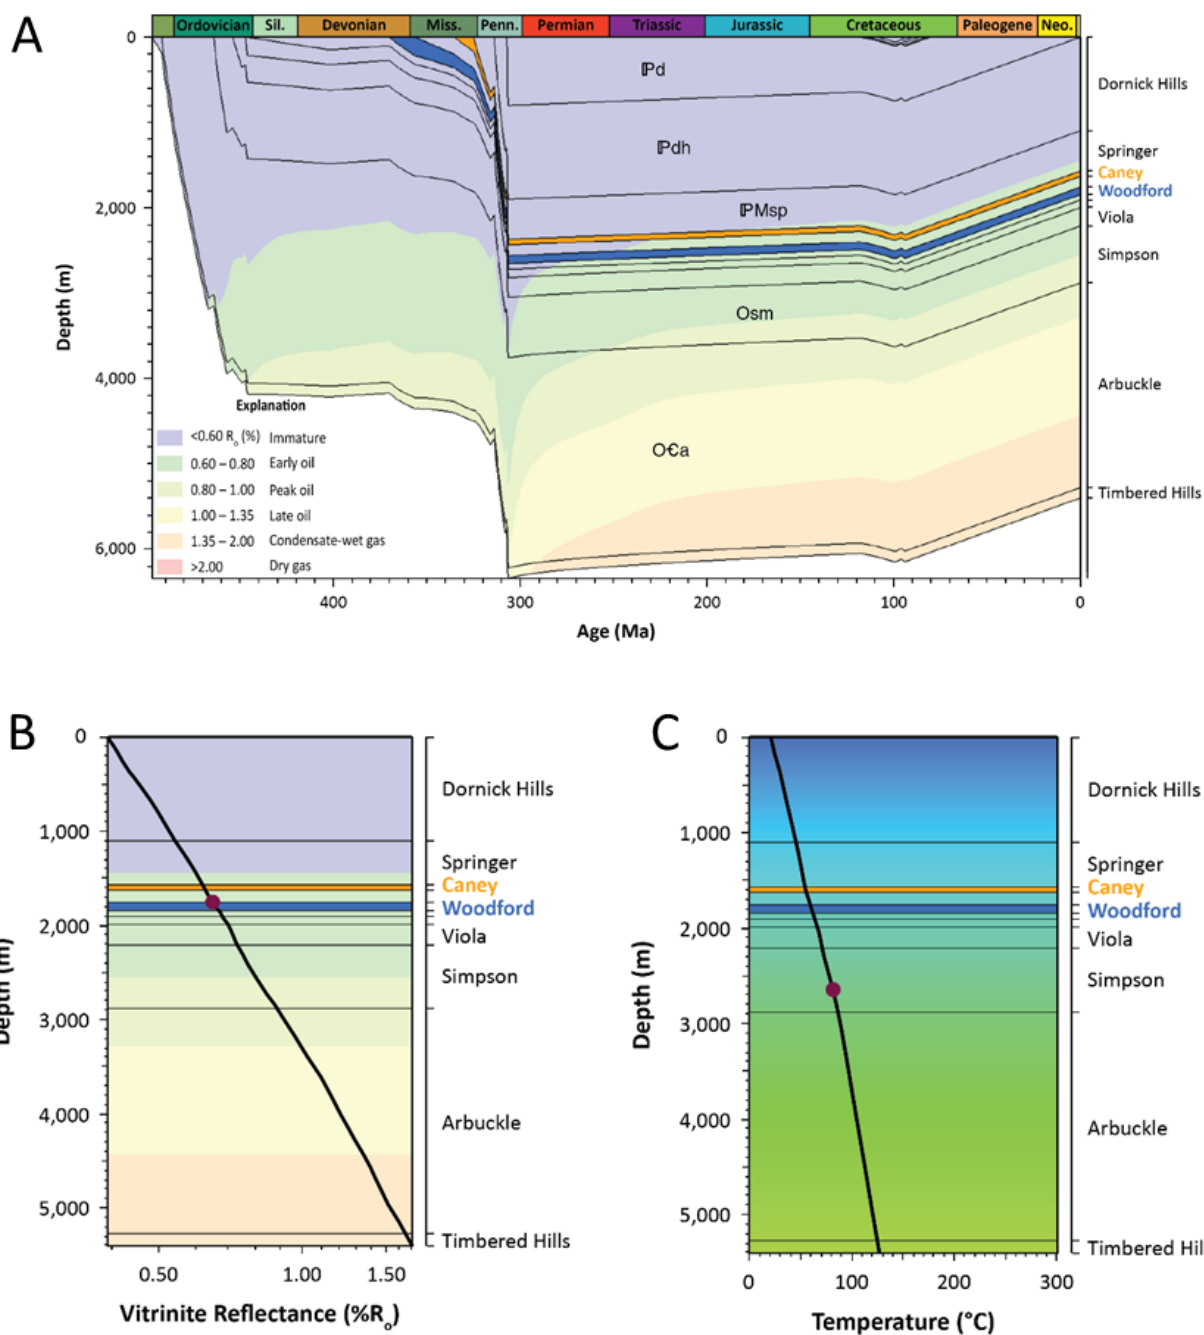 A
Ordovician Sil. Devonian Miss. Penn. Permian Triassic Jurassic Cretaceous Paleogene Neo.
0
2,000
4,000
6,000
Depth (m)
ℙd
ℙdh
ℙMsp
Osm
O€a
Dornick Hills
Springer
Caney
Woodford
Viola
Simpson
Arbuckle
Timbered Hills
Explanation
<0.60 Ro (%) Immature
0.60 – 0.80 Early oil
0.80 – 1.00 Peak oil
1.00 – 1.35 Late oil
1.35 – 2.00 Condensate-wet gas
>2.00 Dry gas
400 300 200 100 0
Age (Ma)
B
0
1,000
2,000
3,000
4,000
5,000
Depth (m)
Dornick Hills
Springer
Caney
Woodford
Viola
Simpson
Arbuckle
Timbered Hills
0.50 1.00 1.50
Vitrinite Reflectance (%Ro)
C
0
1,000
2,000
3,000
4,000
5,000
Depth (m)
Dornick Hills
Springer
Caney
Woodford
Viola
Simpson
Arbuckle
Timbered Hil
0 100 200 300
Temperature (°C)